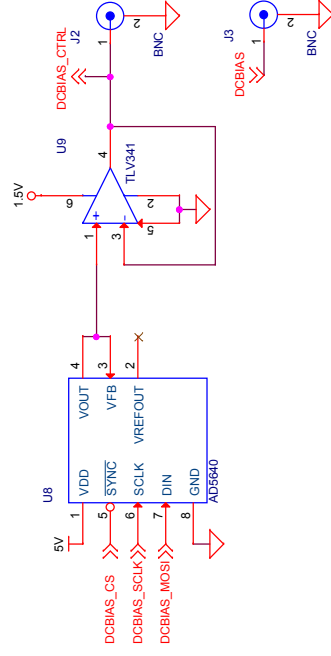 U8
5V
1
VDD
VOUT
4
DCBIAS_CS
5
SYNC
VFB
3
DCBIAS_SCLK
6
SCLK
VREFOUT
2
DCBIAS_MOSI
7
DIN
8
GND
AD5640
1.5V
U9
6
1
+
3
-
4
5
2
TLV341
DCBIAS_CTRL
J2
1
2
BNC
DCBIAS
J3
1
2
BNC